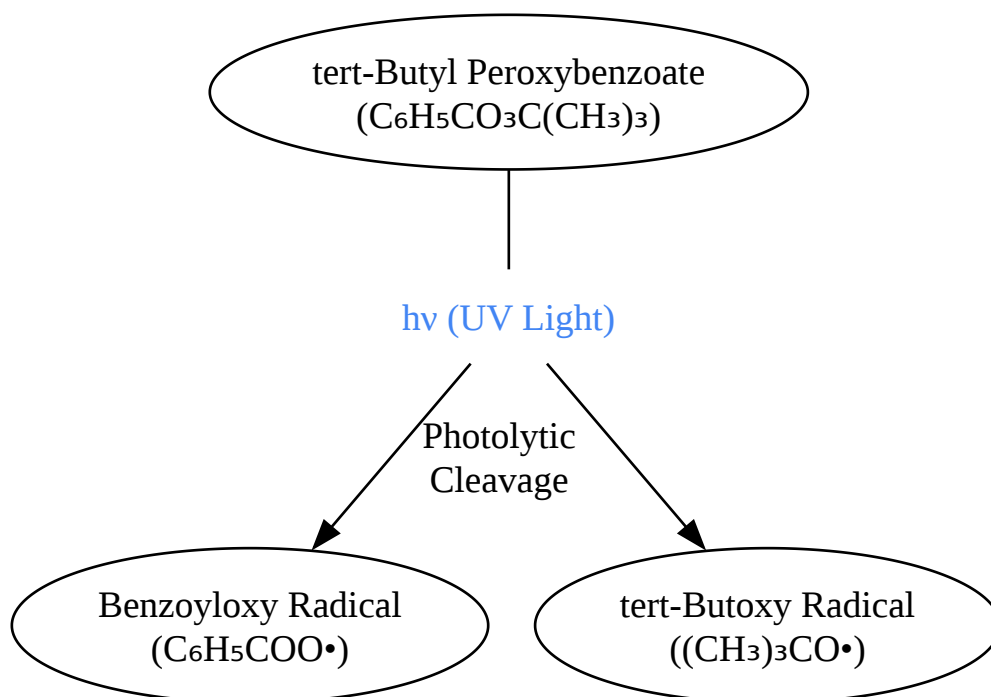 tert-Butyl Peroxybenzoate
(C₆H₅CO₃C(CH₃)₃)
hν (UV Light)
Photolytic
Cleavage
Benzoyloxy Radical
(C₆H₅COO•)
tert-Butoxy Radical
((CH₃)₃CO•)